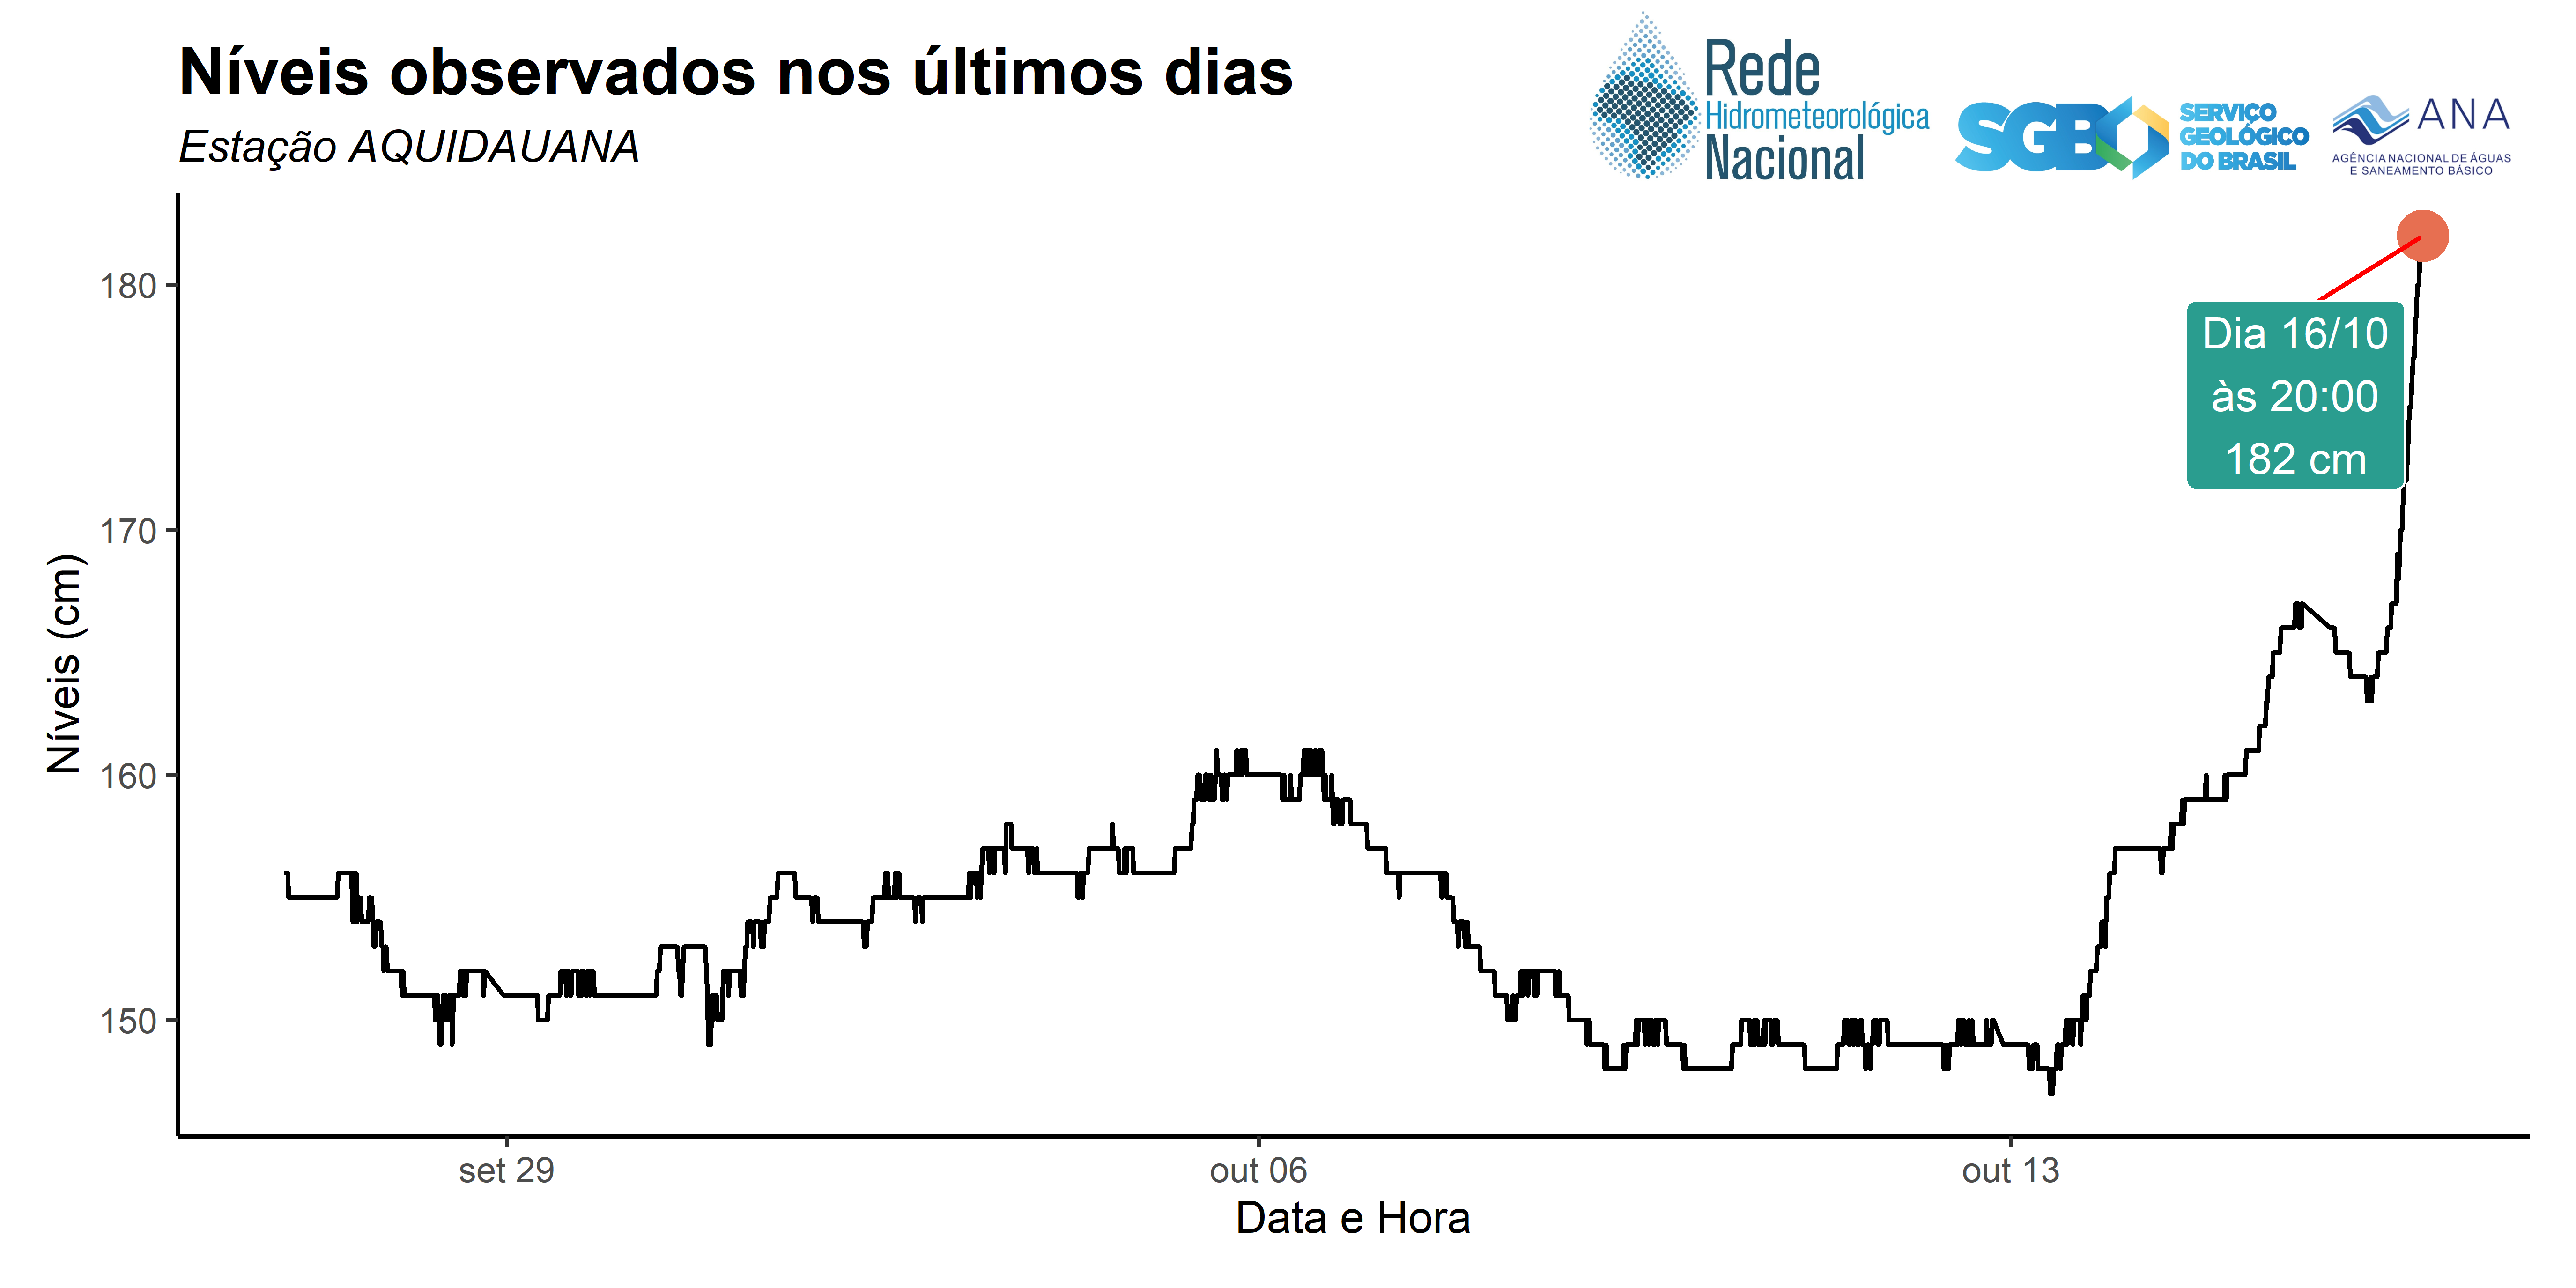 Níveis observados nos últimos dias
Estação AQUIDAUANA
Rede
Hidrometeorológica
Nacional
SGB
SERVIÇO
GEOLÓGICO
DO BRASIL
ANA
AGÊNCIA NACIONAL DE ÁGUAS
E SANEAMENTO BÁSICO
180
170
160
150
Níveis (cm)
Dia 16/10
às 20:00
182 cm
set 29
out 06
out 13
Data e Hora